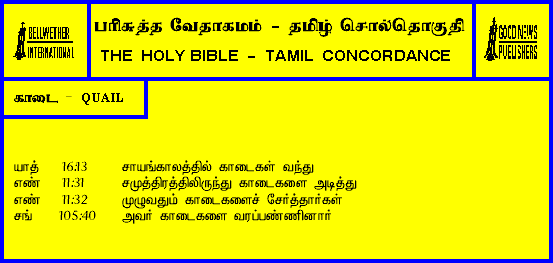 BELLWETHER
INTERNATIONAL
பரிசுத்த வேதாகமம் - தமிழ் சொல்தொகுதி
THE HOLY BIBLE - TAMIL CONCORDANCE
GOOD NEWS
PUBLISHERS
காடை - QUAIL
யாத் 16:13 சாயங்காலத்தில் காடைகள் வந்து
எண் 11:31 சமுத்திரத்திலிருந்து காடைகளை அடித்து
எண் 11:32 முழுவதும் காடைகளைச் சேர்த்தார்கள்
சங் 105:40 அவர் காடைகளை வரப்பண்ணினார்